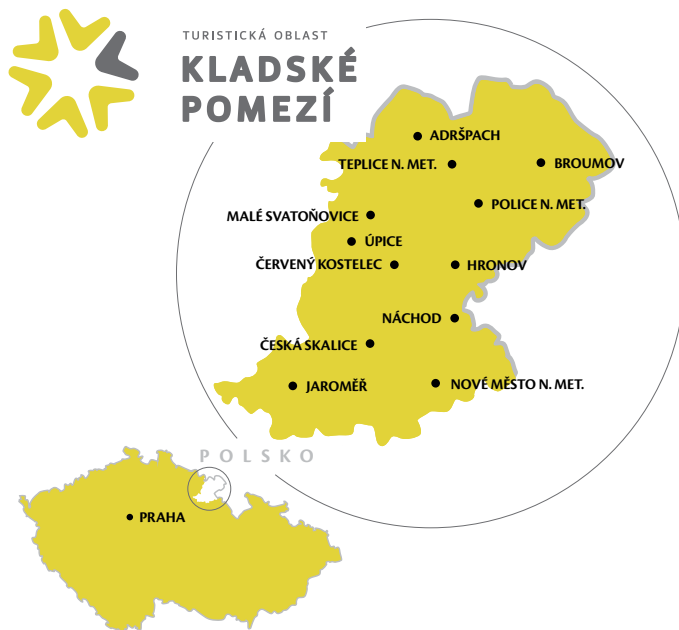 TURISTICKÁ OBLAST
KLADSKÉ
POMEZÍ
ADRŠPACH
TEPLICE N. MET.
BROUMOV
POLICE N. MET.
MALÉ SVATOŇOVICE
ÚPICE
ČERVENÝ KOSTELEC
HRONOV
NÁCHOD
ČESKÁ SKALICE
JAROMĚŘ
NOVÉ MĚSTO N. MET.
POLSKO
PRAHA